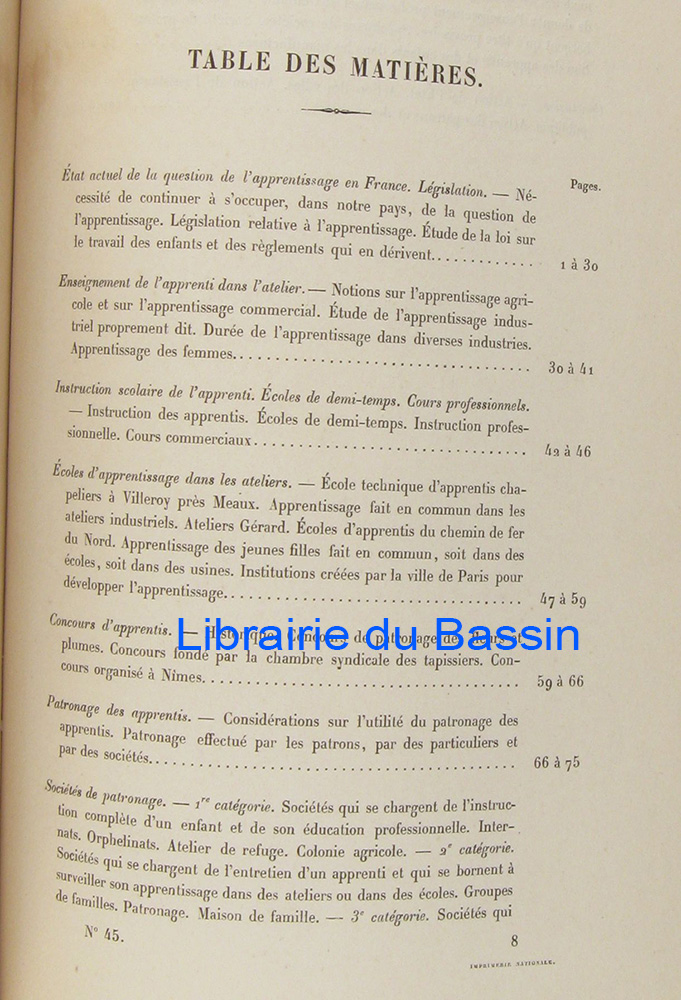 TABLE DES MATIÈRES.
Pages.
État actuel de la question de l'apprentissage en France. Législation. — Né-
cessité de continuer à s'occuper, dans notre pays, de la question de
l'apprentissage. Législation relative à l'apprentissage. Étude de la loi sur
le travail des enfants et des règlements qui en dérivent............. 1 à 30
Enseignement de l'apprenti dans l'atelier. — Notions sur l'apprentissage agri-
cole et sur l'apprentissage commercial. Étude de l'apprentissage indus-
triel proprement dit. Durée de l'apprentissage dans diverses industries.
Apprentissage des femmes.................................. 30 à 41
Instruction scolaire de l'apprenti. Écoles de demi-temps. Cours professionnels.
— Instruction des apprentis. Écoles de demi-temps. Instruction profes-
sionnelle. Cours commerciaux................................ 42 à 46
Écoles d'apprentissage dans les ateliers. — École technique d'apprentis cha-
peliers à Villeroy près Meaux. Apprentissage fait en commun dans les
ateliers industriels. Ateliers Gérard. Écoles d'apprentis du chemin de fer
du Nord. Apprentissage des jeunes filles fait en commun, soit dans des
écoles, soit dans des usines. Institutions créées par la ville de Paris pour
développer l'apprentissage.................................. 47 à 59
Concours d'apprentis. — Historique. Concours de patronage des fleurs et
Librairie du Bassin
plumes. Concours fondé par la chambre syndicale des tapissiers. Con-
cours organisé à Nîmes..................................... 59 à 66
Patronage des apprentis. — Considérations sur l'utilité du patronage des
apprentis. Patronage effectué par les patrons, par des particuliers et
par des sociétés........................................... 66 à 75
Sociétés de patronage. — 1re catégorie. Sociétés qui se chargent de l'instruc-
tion complète d'un enfant et de son éducation professionnelle. Inter-
nats. Orphelinats. Atelier de refuge. Colonie agricole. — 2e catégorie.
Sociétés qui se chargent de l'entretien d'un apprenti et qui se bornent à
surveiller son apprentissage dans des ateliers ou dans des écoles. Groupes
de familles. Patronage. Maison de famille. — 3e catégorie. Sociétés qui
N° 45.
8
IMPRIMERIE NATIONALE.